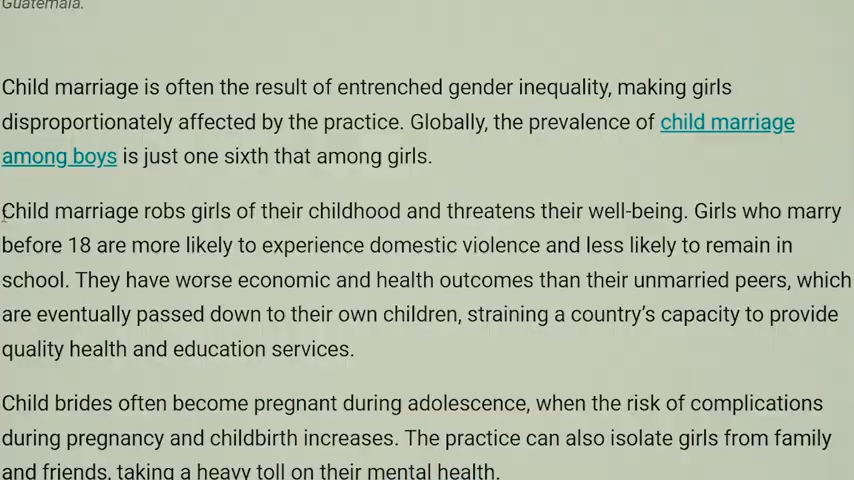 Guatemala.
Child marriage is often the result of entrenched gender inequality, making girls
disproportionately affected by the practice. Globally, the prevalence of child marriage
among boys is just one sixth that among girls.
Child marriage robs girls of their childhood and threatens their well-being. Girls who marry
before 18 are more likely to experience domestic violence and less likely to remain in
school. They have worse economic and health outcomes than their unmarried peers, which
are eventually passed down to their own children, straining a country’s capacity to provide
quality health and education services.
Child brides often become pregnant during adolescence, when the risk of complications
during pregnancy and childbirth increases. The practice can also isolate girls from family
and friends, taking a heavy toll on their mental health.